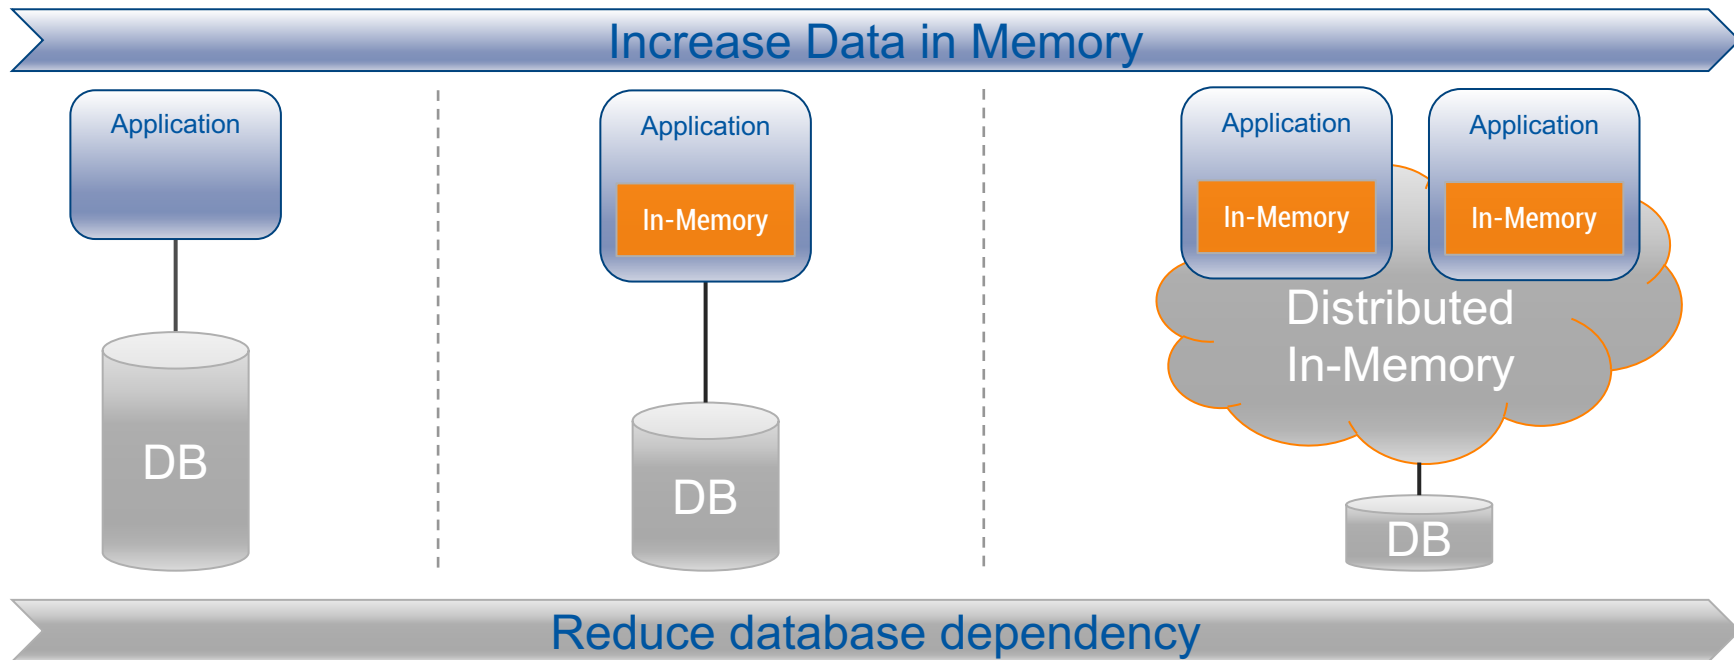 Increase Data in Memory
Application
DB
Application
In-Memory
DB
Application
In-Memory
Application
In-Memory
Distributed
In-Memory
DB
Reduce database dependency